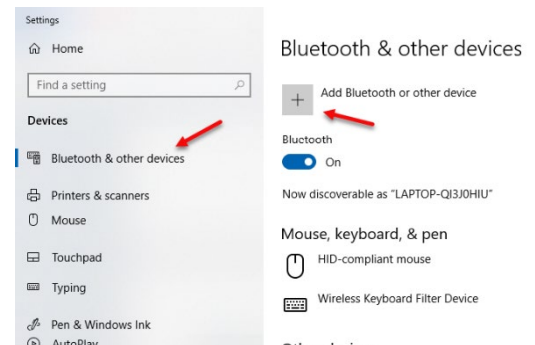 Settings
Home
Find a setting
Devices
Bluetooth & other devices
Printers & scanners
Mouse
Touchpad
Typing
Pen & Windows Ink
AutoPlay
Bluetooth & other devices
Add Bluetooth or other device
Bluetooth
On
Now discoverable as "LAPTOP-QI3J0HIU"
Mouse, keyboard, & pen
HID-compliant mouse
Wireless Keyboard Filter Device